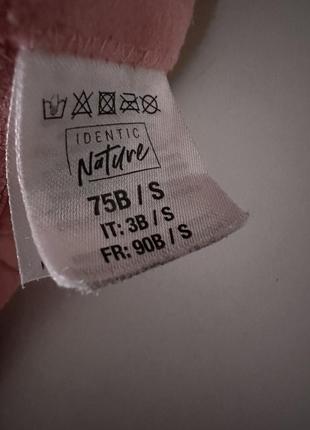 IDENTIC
Nature
75B / S
IT: 3B / S
FR: 90B / S